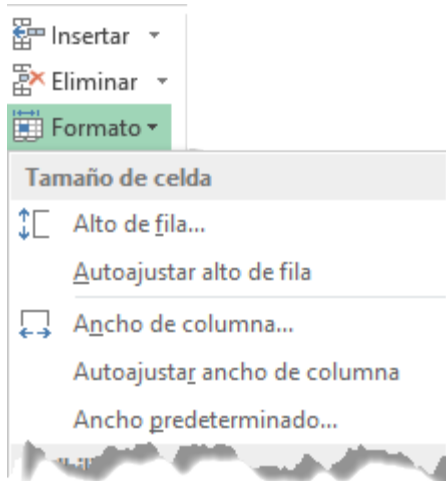 Insertar
Eliminar
Formato
Tamaño de celda
Alto de fila...
Autoajustar alto de fila
Ancho de columna...
Autoajustar ancho de columna
Ancho predeterminado...